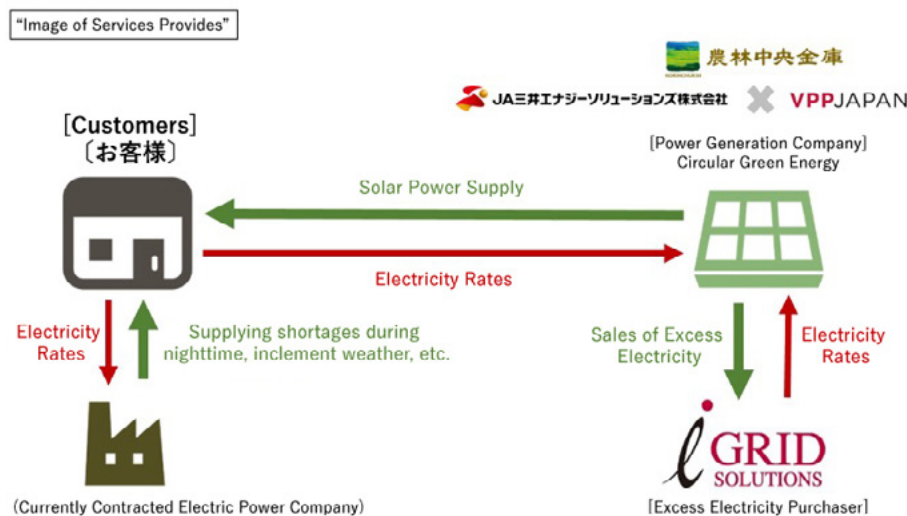 “Image of Services Provides”
農林中央金庫
JA三井エナジーソリューションズ株式会社
VPPJAPAN
[Customers]
〔お客様〕
[Power Generation Company]
Circular Green Energy
Solar Power Supply
Electricity Rates
Electricity
Rates
Supplying shortages during
nighttime, inclement weather, etc.
Sales of Excess
Electricity
Electricity
Rates
i GRID
SOLUTIONS
(Currently Contracted Electric Power Company)
[Excess Electricity Purchaser]